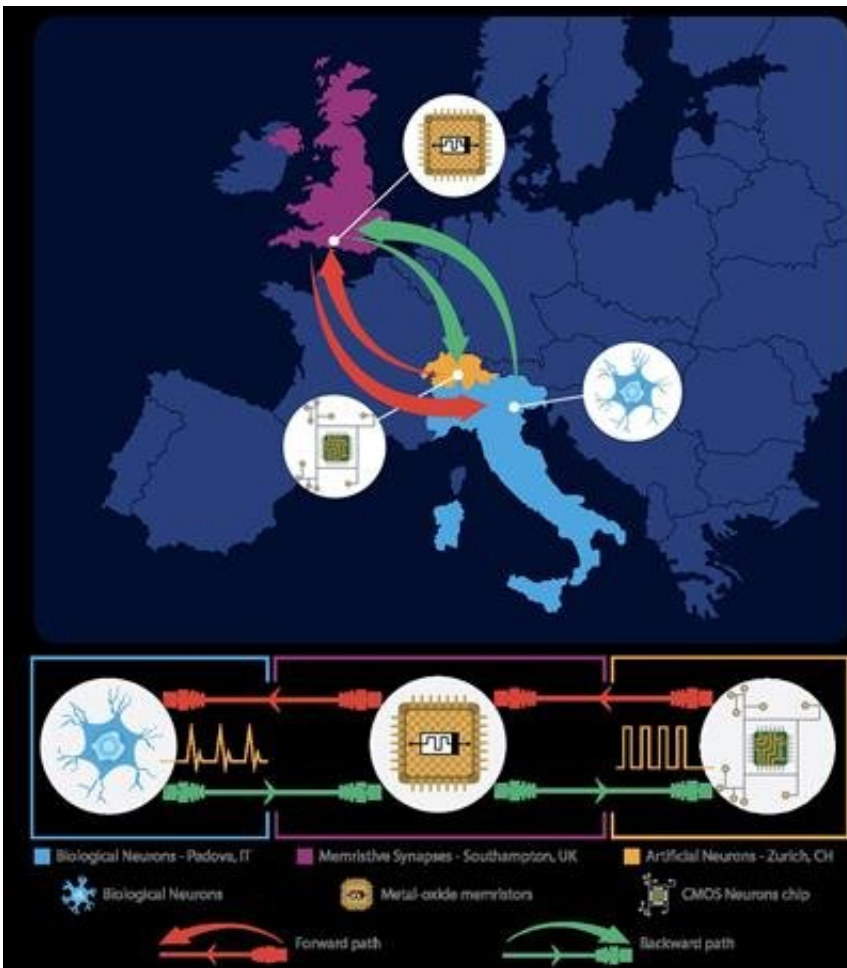 Biological Neurons - Padova, IT
Memristive Synapses - Southampton, UK
Artificial Neurons - Zurich, CH
Biological Neurons
Metal-oxide memristors
CMOS Neurons chip
Forward path
Backward path